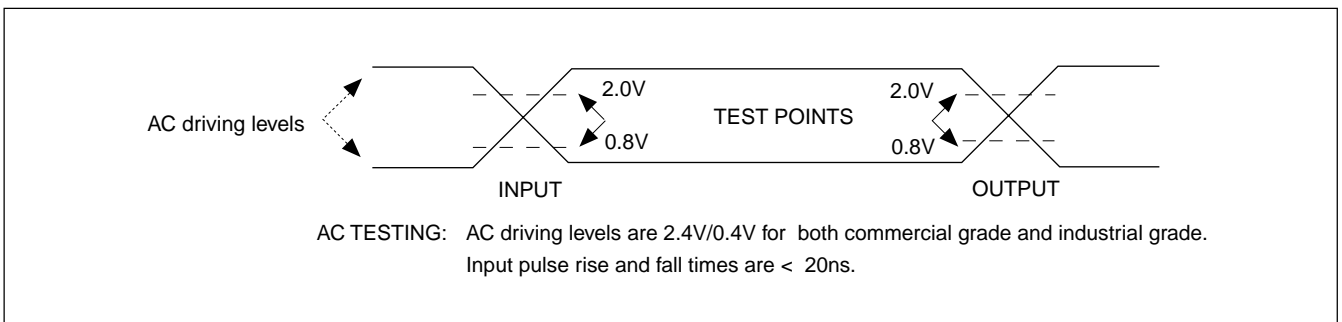 2.0V
2.0V
AC driving levels
TEST POINTS
0.8V
0.8V
INPUT
OUTPUT
AC TESTING: AC driving levels are 2.4V/0.4V for both commercial grade and industrial grade.
Input pulse rise and fall times are < 20ns.